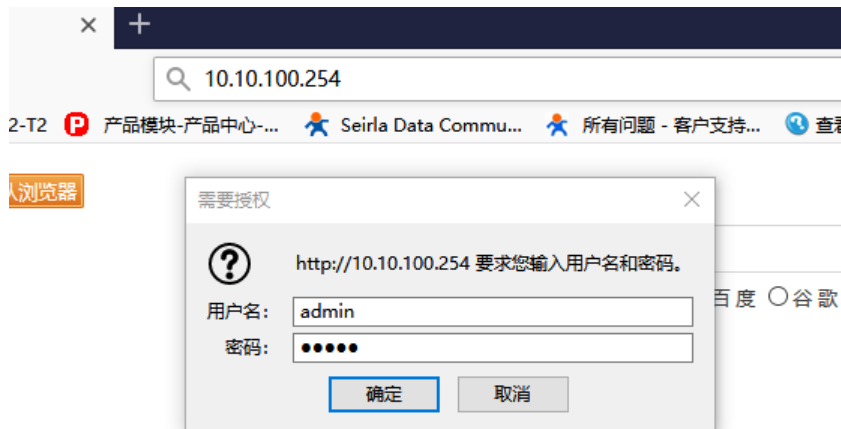 10.10.100.254
2-T2 产品模块-产品中心-... Seirla Data Commu... 所有问题 - 客户支持... 查看
浏览器
需要授权
http://10.10.100.254 要求您输入用户名和密码。
百度 谷歌
用户名: admin
密码: ●●●●●
确定 取消